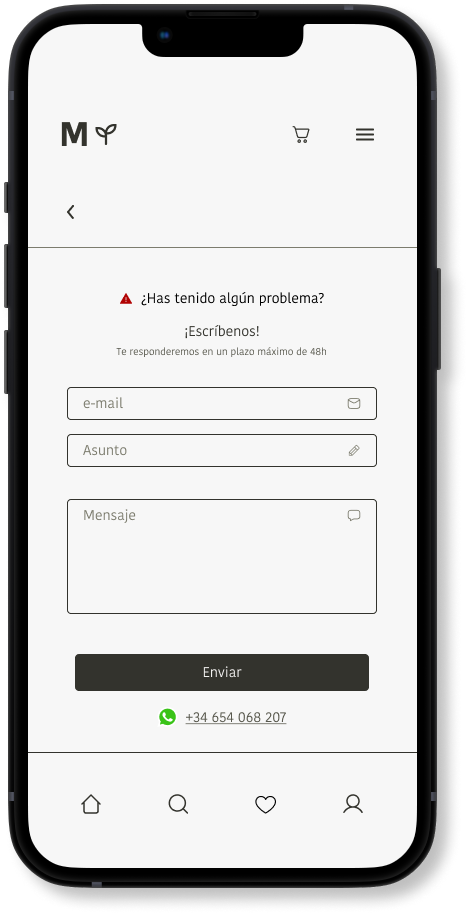 M
¿Has tenido algún problema?
¡Escríbenos!
Te responderemos en un plazo máximo de 48h
e-mail
Asunto
Mensaje
Enviar
+34 654 068 207